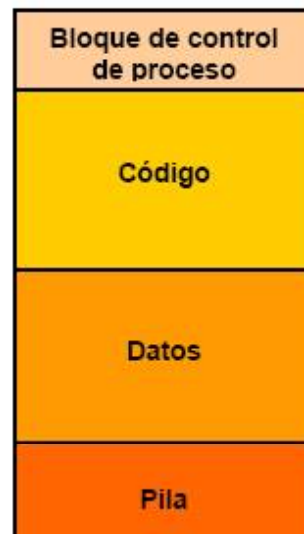 Bloque de control
de proceso
Código
Datos
Pila